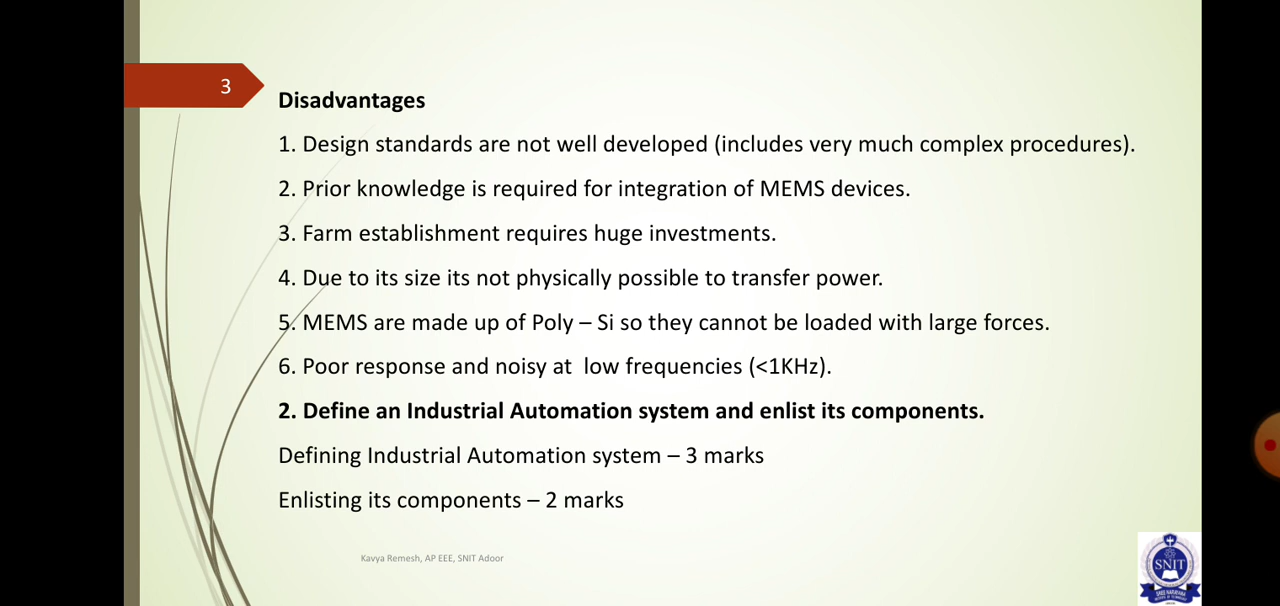 3
Disadvantages
1. Design standards are not well developed (includes very much complex procedures).
2. Prior knowledge is required for integration of MEMS devices.
3. Farm establishment requires huge investments.
4. Due to its size its not physically possible to transfer power.
5. MEMS are made up of Poly – Si so they cannot be loaded with large forces.
6. Poor response and noisy at  low frequencies (<1KHz).
2. Define an Industrial Automation system and enlist its components.
Defining Industrial Automation system – 3 marks
Enlisting its components – 2 marks
Kavya Remesh, AP EEE, SNIT Adoor
SNIT